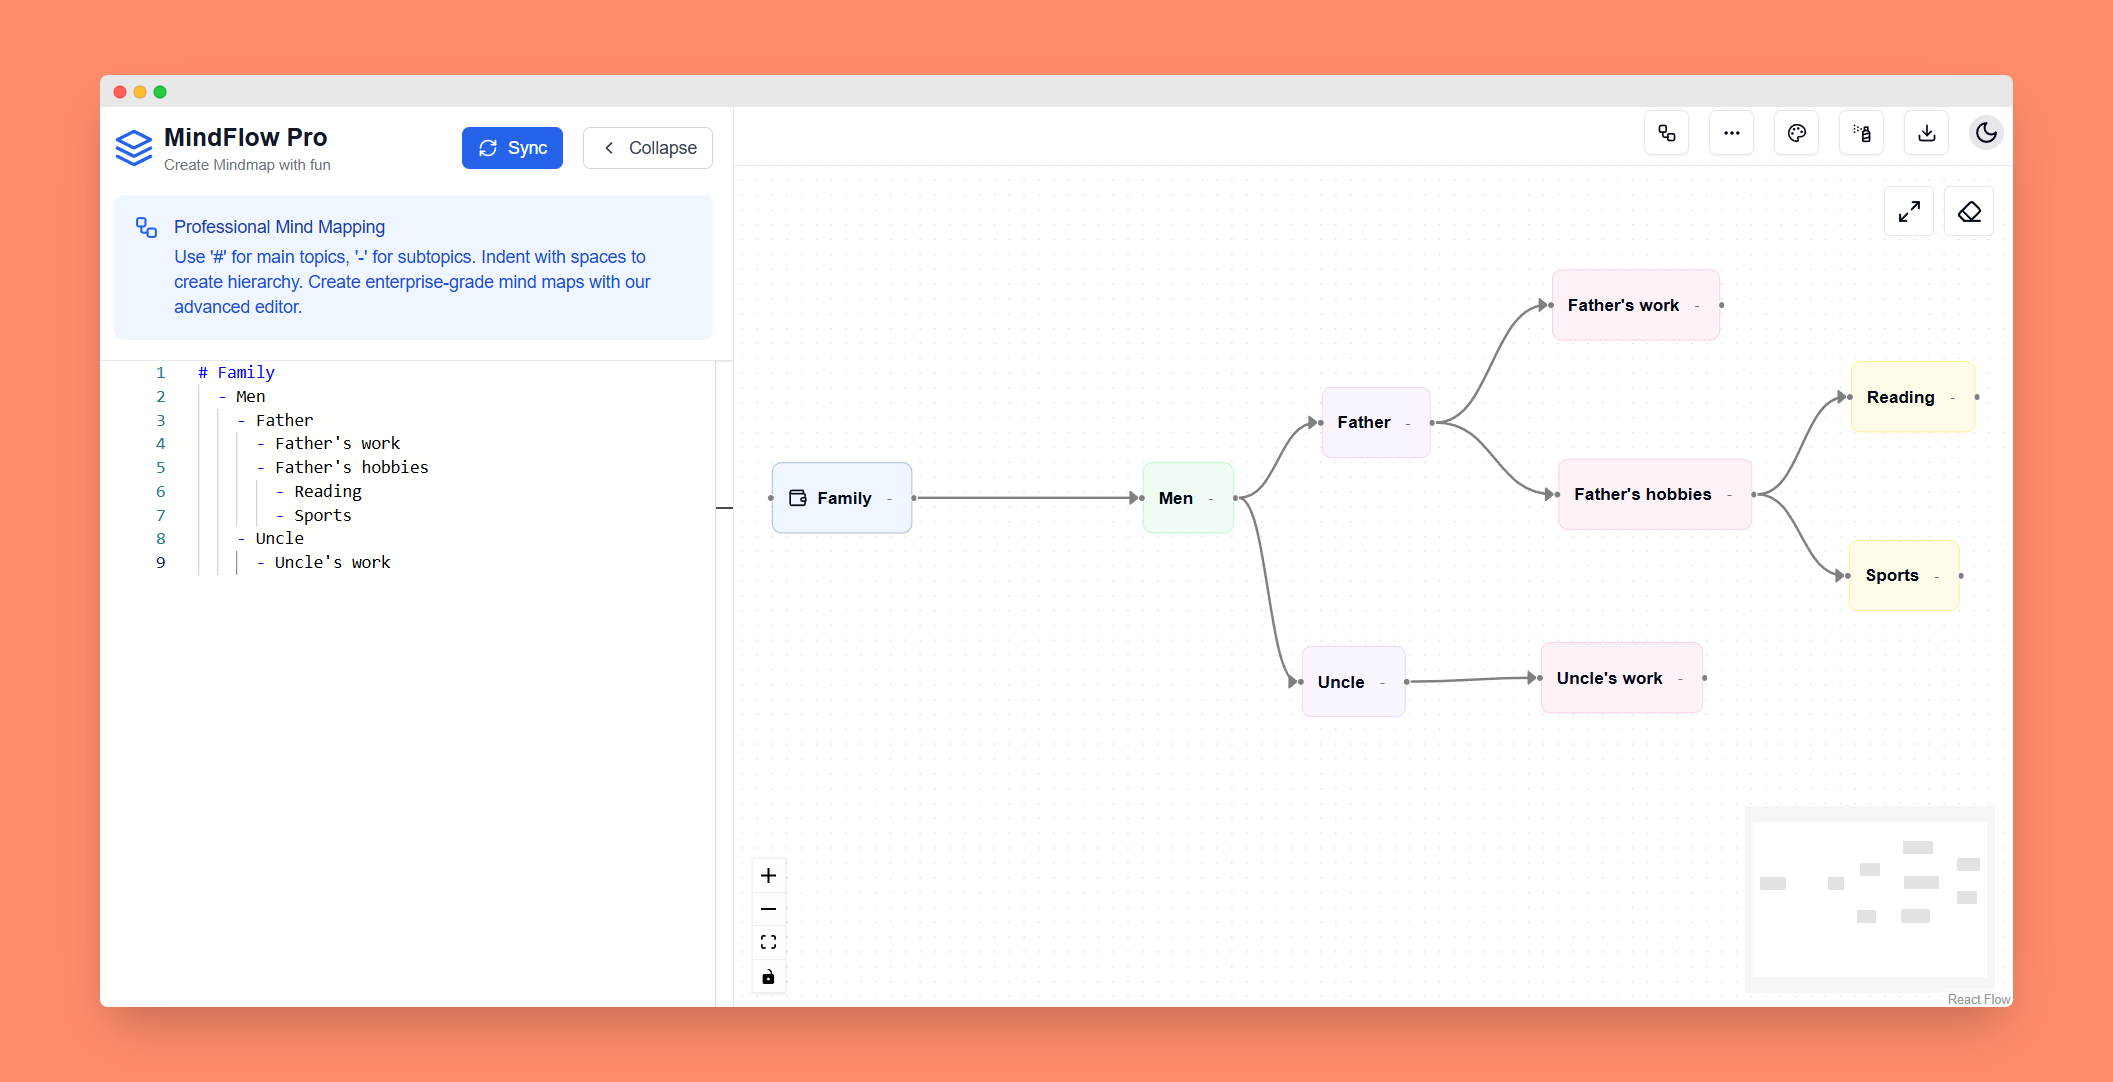 MindFlow Pro
Create Mindmap with fun
Sync
Collapse
Professional Mind Mapping
Use '#' for main topics, '-' for subtopics. Indent with spaces to
create hierarchy. Create enterprise-grade mind maps with our
advanced editor.
1 # Family
2 - Men
3 - Father
4 - Father's work
5 - Father's hobbies
6 - Reading
7 - Sports
8 - Uncle
9 - Uncle's work
Father's work -
Reading -
Father -
Family -
Men -
Father's hobbies -
Sports -
Uncle -
Uncle's work -
React Flow